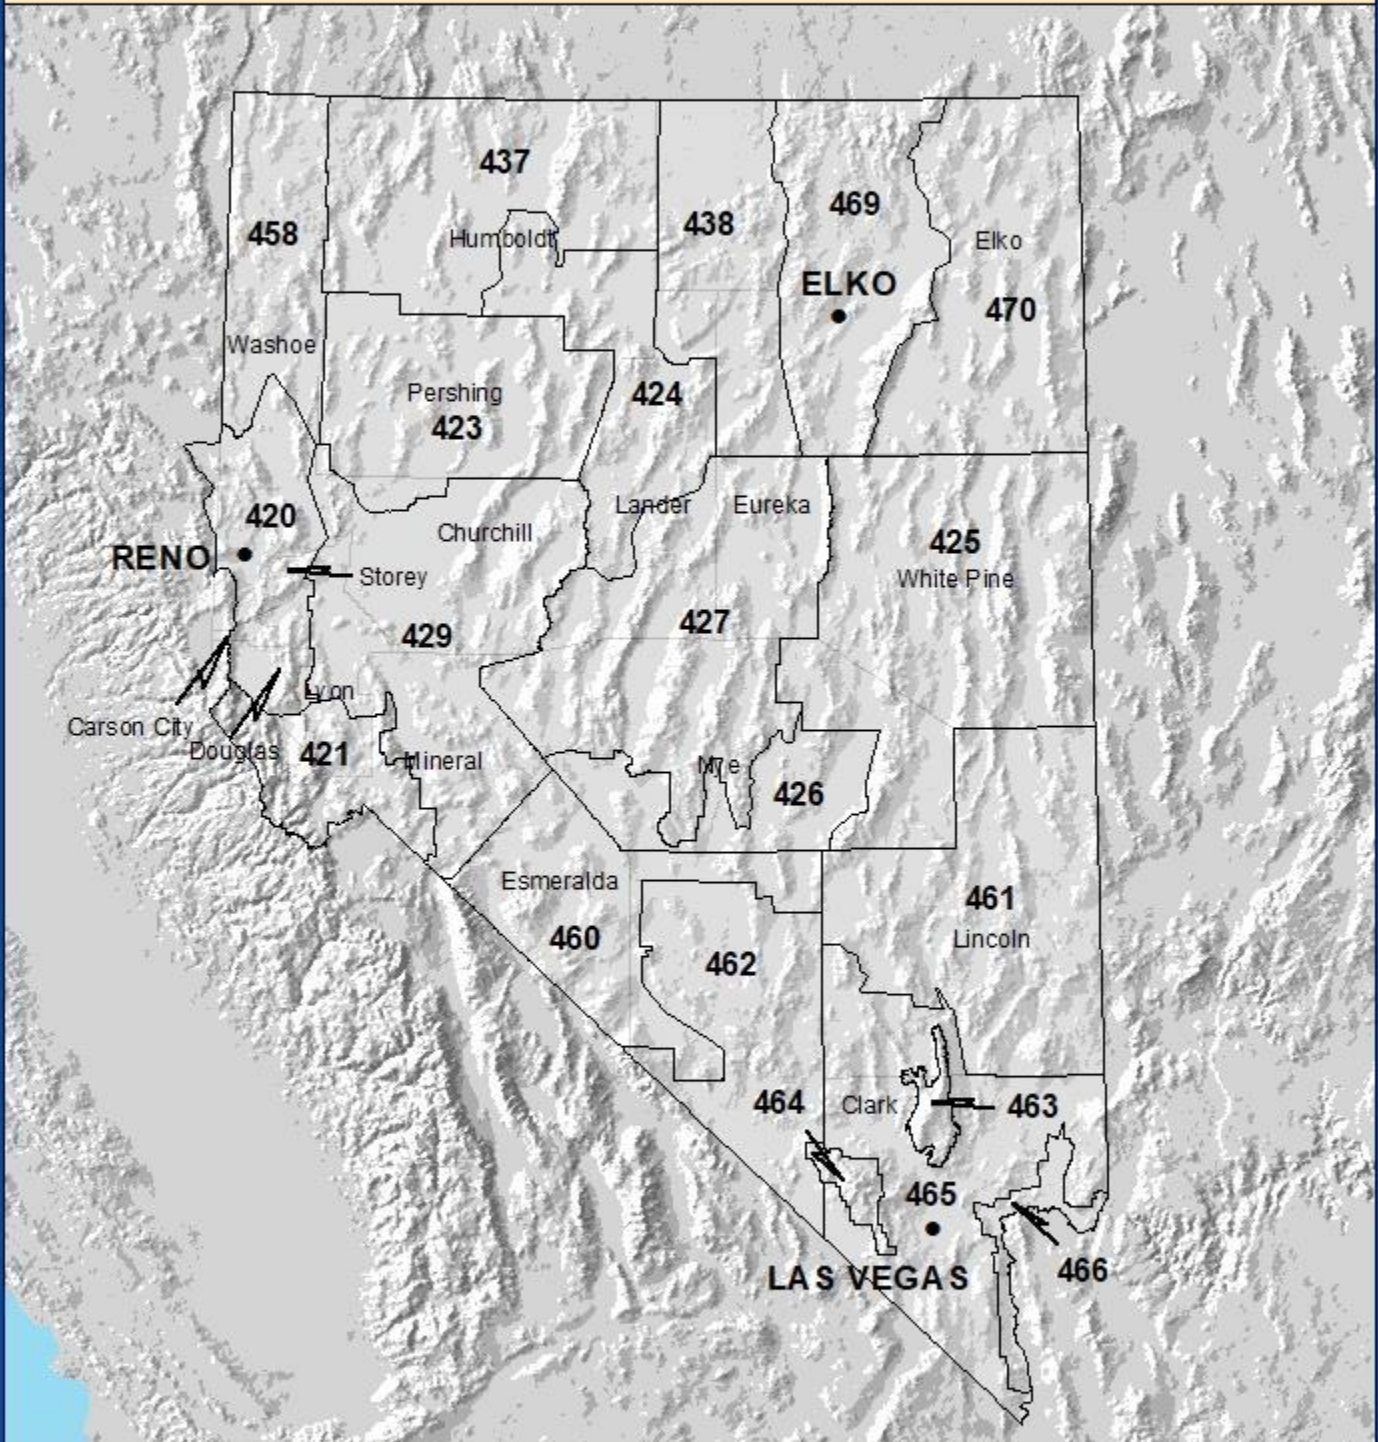 437
469
438
458
Humboldt
Elko
ELKO
470
Washoe
Pershing
424
423
Lander
Eureka
420
Churchill
425
RENO
Storey
White Pine
427
429
Lyon
Carson City
Douglas
421
Mineral
Nye
426
Esmeralda
461
460
Lincoln
462
464
Clark
463
465
466
LAS VEGAS